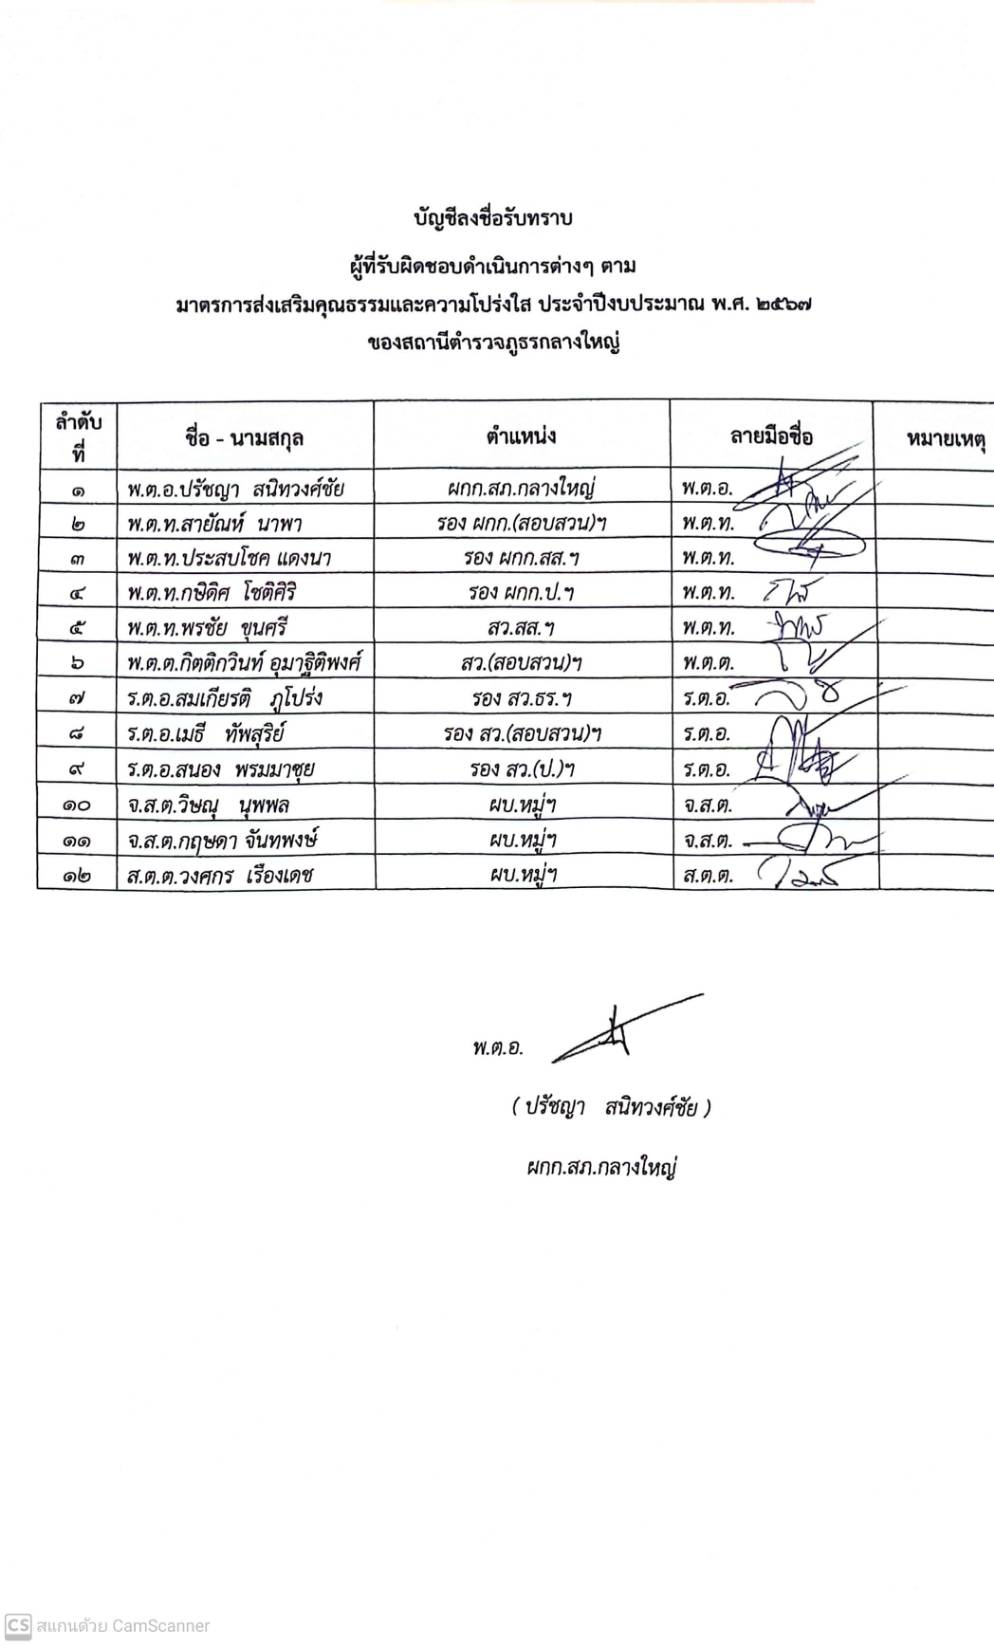 บัญชีลงชื่อรับทราบ
ผู้ที่รับผิดชอบดำเนินการต่างๆ ตาม
มาตรการส่งเสริมคุณธรรมและความโปร่งใส ประจำปีงบประมาณ พ.ศ. ๒๕๖๗
ของสถานีตำรวจภูธรกลางใหญ่
ลำดับที่ ชื่อ - นามสกุล ตำแหน่ง ลายมือชื่อ หมายเหตุ
๑ พ.ต.อ.ปรัชญา สนิทวงศ์ชัย ผกก.สภ.กลางใหญ่ พ.ต.อ.
๒ พ.ต.ท.สายัณห์ นาพา รอง ผกก.(สอบสวน)ฯ พ.ต.ท.
๓ พ.ต.ท.ประสบโชค แดงนา รอง ผกก.สส.ฯ พ.ต.ท.
๔ พ.ต.ท.กษิดิศ โชติศิริ รอง ผกก.ป.ฯ พ.ต.ท.
๕ พ.ต.ท.พรชัย ขุนศรี สว.สส.ฯ พ.ต.ท.
๖ พ.ต.ต.กิตติกวินท์ อุมาฐิติพงศ์ สว.(สอบสวน)ฯ พ.ต.ต.
๗ ร.ต.อ.สมเกียรติ ภูโปร่ง รอง สว.ธร.ฯ ร.ต.อ.
๘ ร.ต.อ.เมธี ทัพสุริย์ รอง สว.(สอบสวน)ฯ ร.ต.อ.
๙ ร.ต.อ.สนอง พรมมาซุย รอง สว.(ป.)ฯ ร.ต.อ.
๑๐ จ.ส.ต.วิษณุ นุพพล ผบ.หมู่ฯ จ.ส.ต.
๑๑ จ.ส.ต.กฤษดา จันทพงษ์ ผบ.หมู่ฯ จ.ส.ต.
๑๒ ส.ต.ต.วงศกร เรืองเดช ผบ.หมู่ฯ ส.ต.ต.
พ.ต.อ.
( ปรัชญา สนิทวงศ์ชัย )
ผกก.สภ.กลางใหญ่
CS สแกนด้วย CamScanner